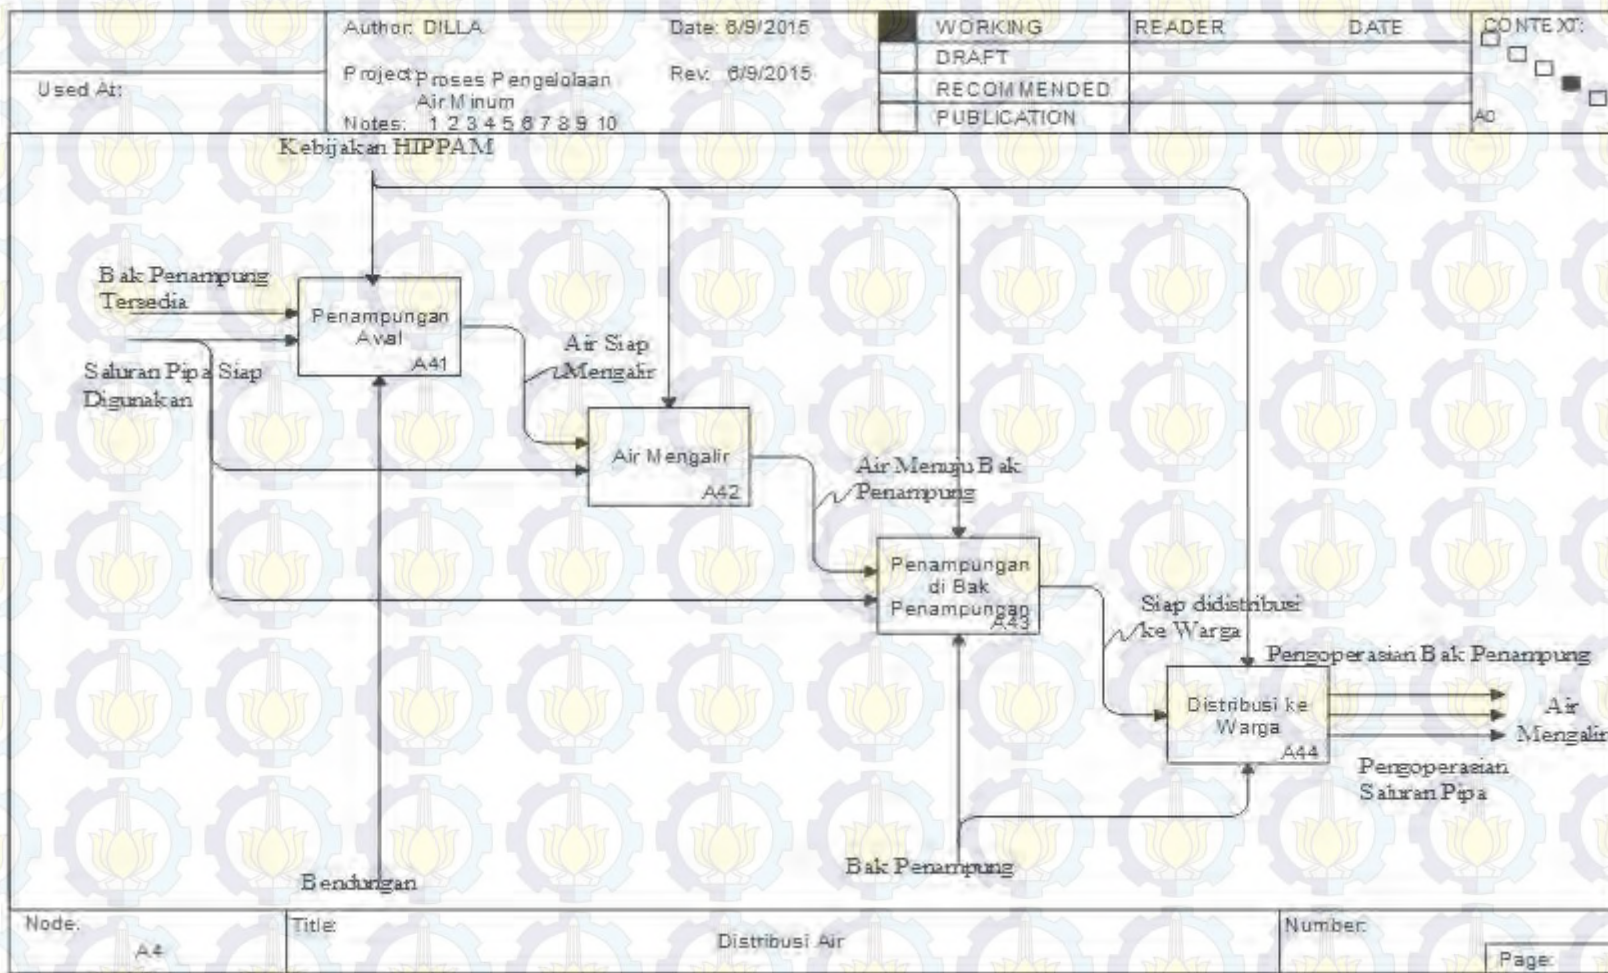 Used At:
Author: DILLA
Date: 6/9/2015
Project: Proses Pengelolaan
Air Minum
Rev: 6/9/2015
Notes: 1 2 3 4 5 6 7 8 9 10
WORKING
DRAFT
RECOMMENDED
PUBLICATION
READER
DATE
CONTEXT:
A0
Kebijakan HIPPAM
Bak Penampung
Tersedia
Penampungan
Awal
A41
Saluran Pipa Siap
Digunakan
Air Siap
Mengalir
Air Mengalir
A42
Air Menuju Bak
Penampung
Penampungan
di Bak
Penampungan
A43
Siap didistribusi
ke Warga
Pengoperasian Bak Penampung
Distribusi ke
Warga
A44
Air
Mengalir
Pengoperasian
Saluran Pipa
Bak Penampung
Bendungan
Node:
A4
Title:
Distribusi Air
Number:
Page: